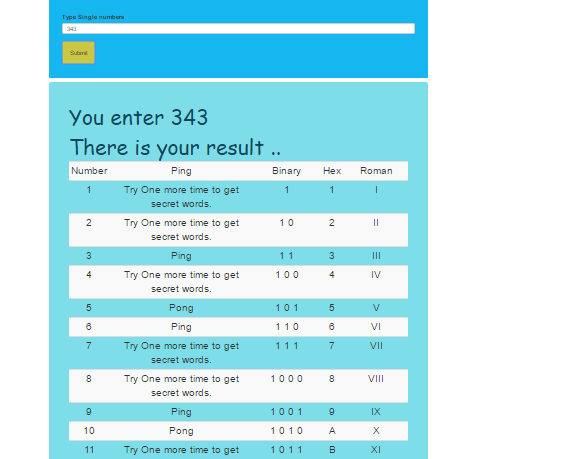 Type Single numbers
343
Submit
You enter 343
There is your result ..
Number Ping Binary Hex Roman
1 Try One more time to get secret words. 1 1 I
2 Try One more time to get secret words. 1 0 2 II
3 Ping 1 1 3 III
4 Try One more time to get secret words. 1 0 0 4 IV
5 Pong 1 0 1 5 V
6 Ping 1 1 0 6 VI
7 Try One more time to get secret words. 1 1 1 7 VII
8 Try One more time to get secret words. 1 0 0 0 8 VIII
9 Ping 1 0 0 1 9 IX
10 Pong 1 0 1 0 A X
11 Try One more time to get 1 0 1 1 B XI